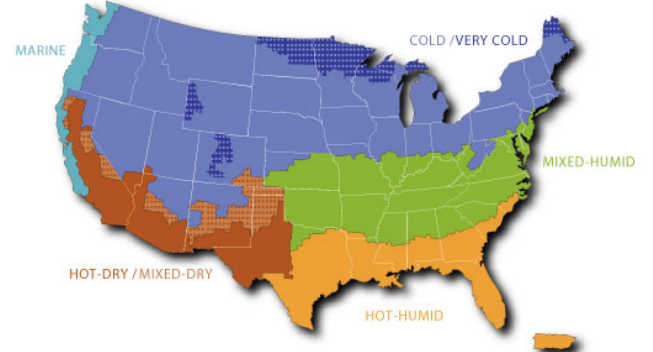 COLD /VERY COLD
MARINE
MIXED-HUMID
HOT-DRY / MIXED-DRY
HOT-HUMID